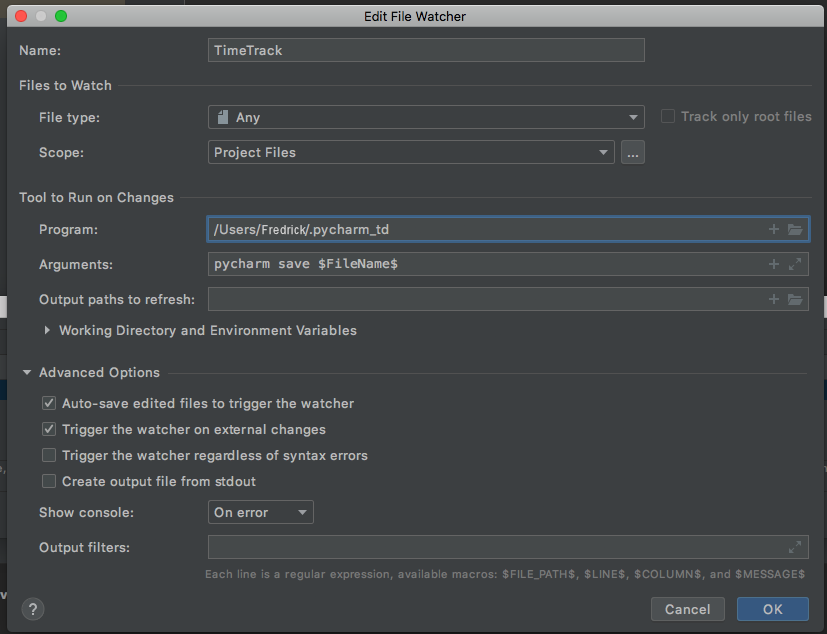 Edit File Watcher
Name: TimeTrack
Files to Watch
File type: Any Track only root files
Scope: Project Files ...
Tool to Run on Changes
Program: /Users/Fredrick/.pycharm_td
Arguments: pycharm save $FileName$
Output paths to refresh:
Working Directory and Environment Variables
Advanced Options
Auto-save edited files to trigger the watcher
Trigger the watcher on external changes
Trigger the watcher regardless of syntax errors
Create output file from stdout
Show console: On error
Output filters:
Each line is a regular expression, available macros: $FILE_PATH$, $LINE$, $COLUMN$, and $MESSAGE$
? Cancel OK